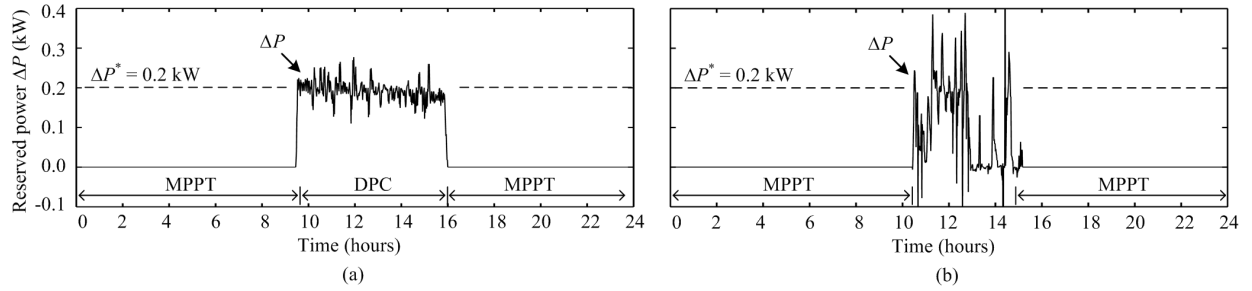 Reserved power ΔP (kW)
0.4
0.3
0.2
0.1
0.0
-0.1
ΔP
ΔP* = 0.2 kW
MPPT DPC MPPT
0 2 4 6 8 10 12 14 16 18 20 22 24
Time (hours)
(a)
ΔP
ΔP* = 0.2 kW
MPPT MPPT
0 2 4 6 8 10 12 14 16 18 20 22 24
Time (hours)
(b)